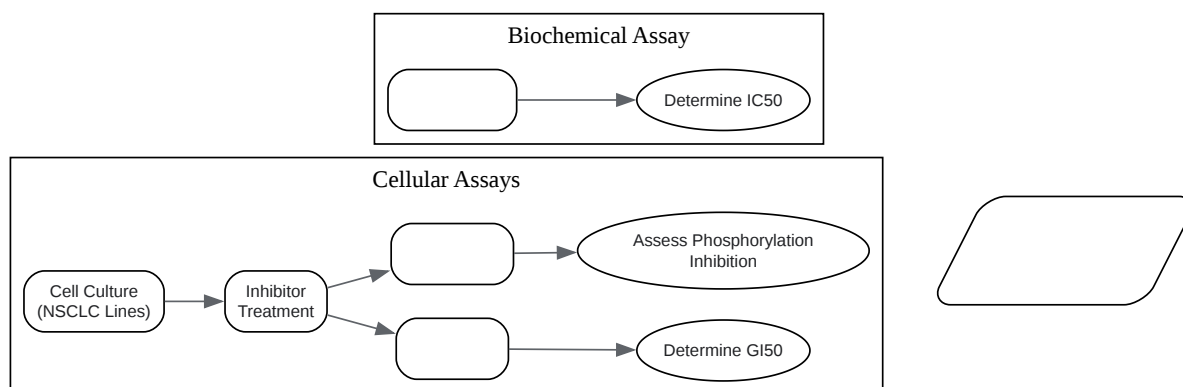 Biochemical Assay
Determine IC50
Cellular Assays
Cell Culture
(NSCLC Lines)
Inhibitor
Treatment
Assess Phosphorylation
Inhibition
Determine GI50